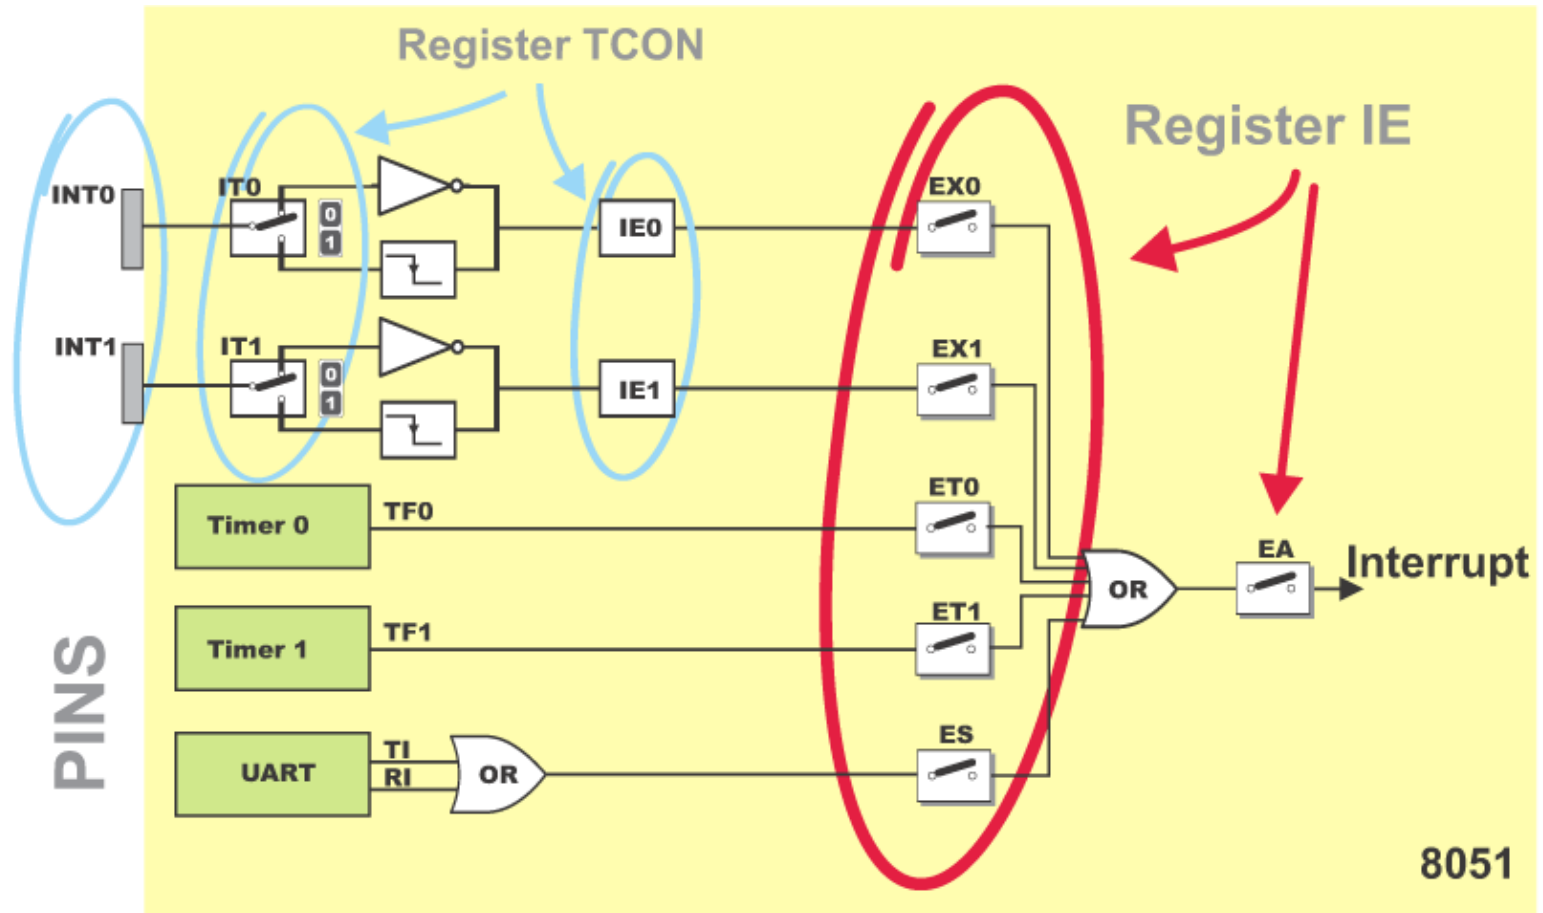 Register TCON
Register IE
INT0
IT0
0
1
IE0
EX0
INT1
IT1
0
1
IE1
EX1
Timer 0
TF0
ET0
EA
Interrupt
OR
Timer 1
TF1
ET1
PINS
UART
TI
RI
OR
ES
8051